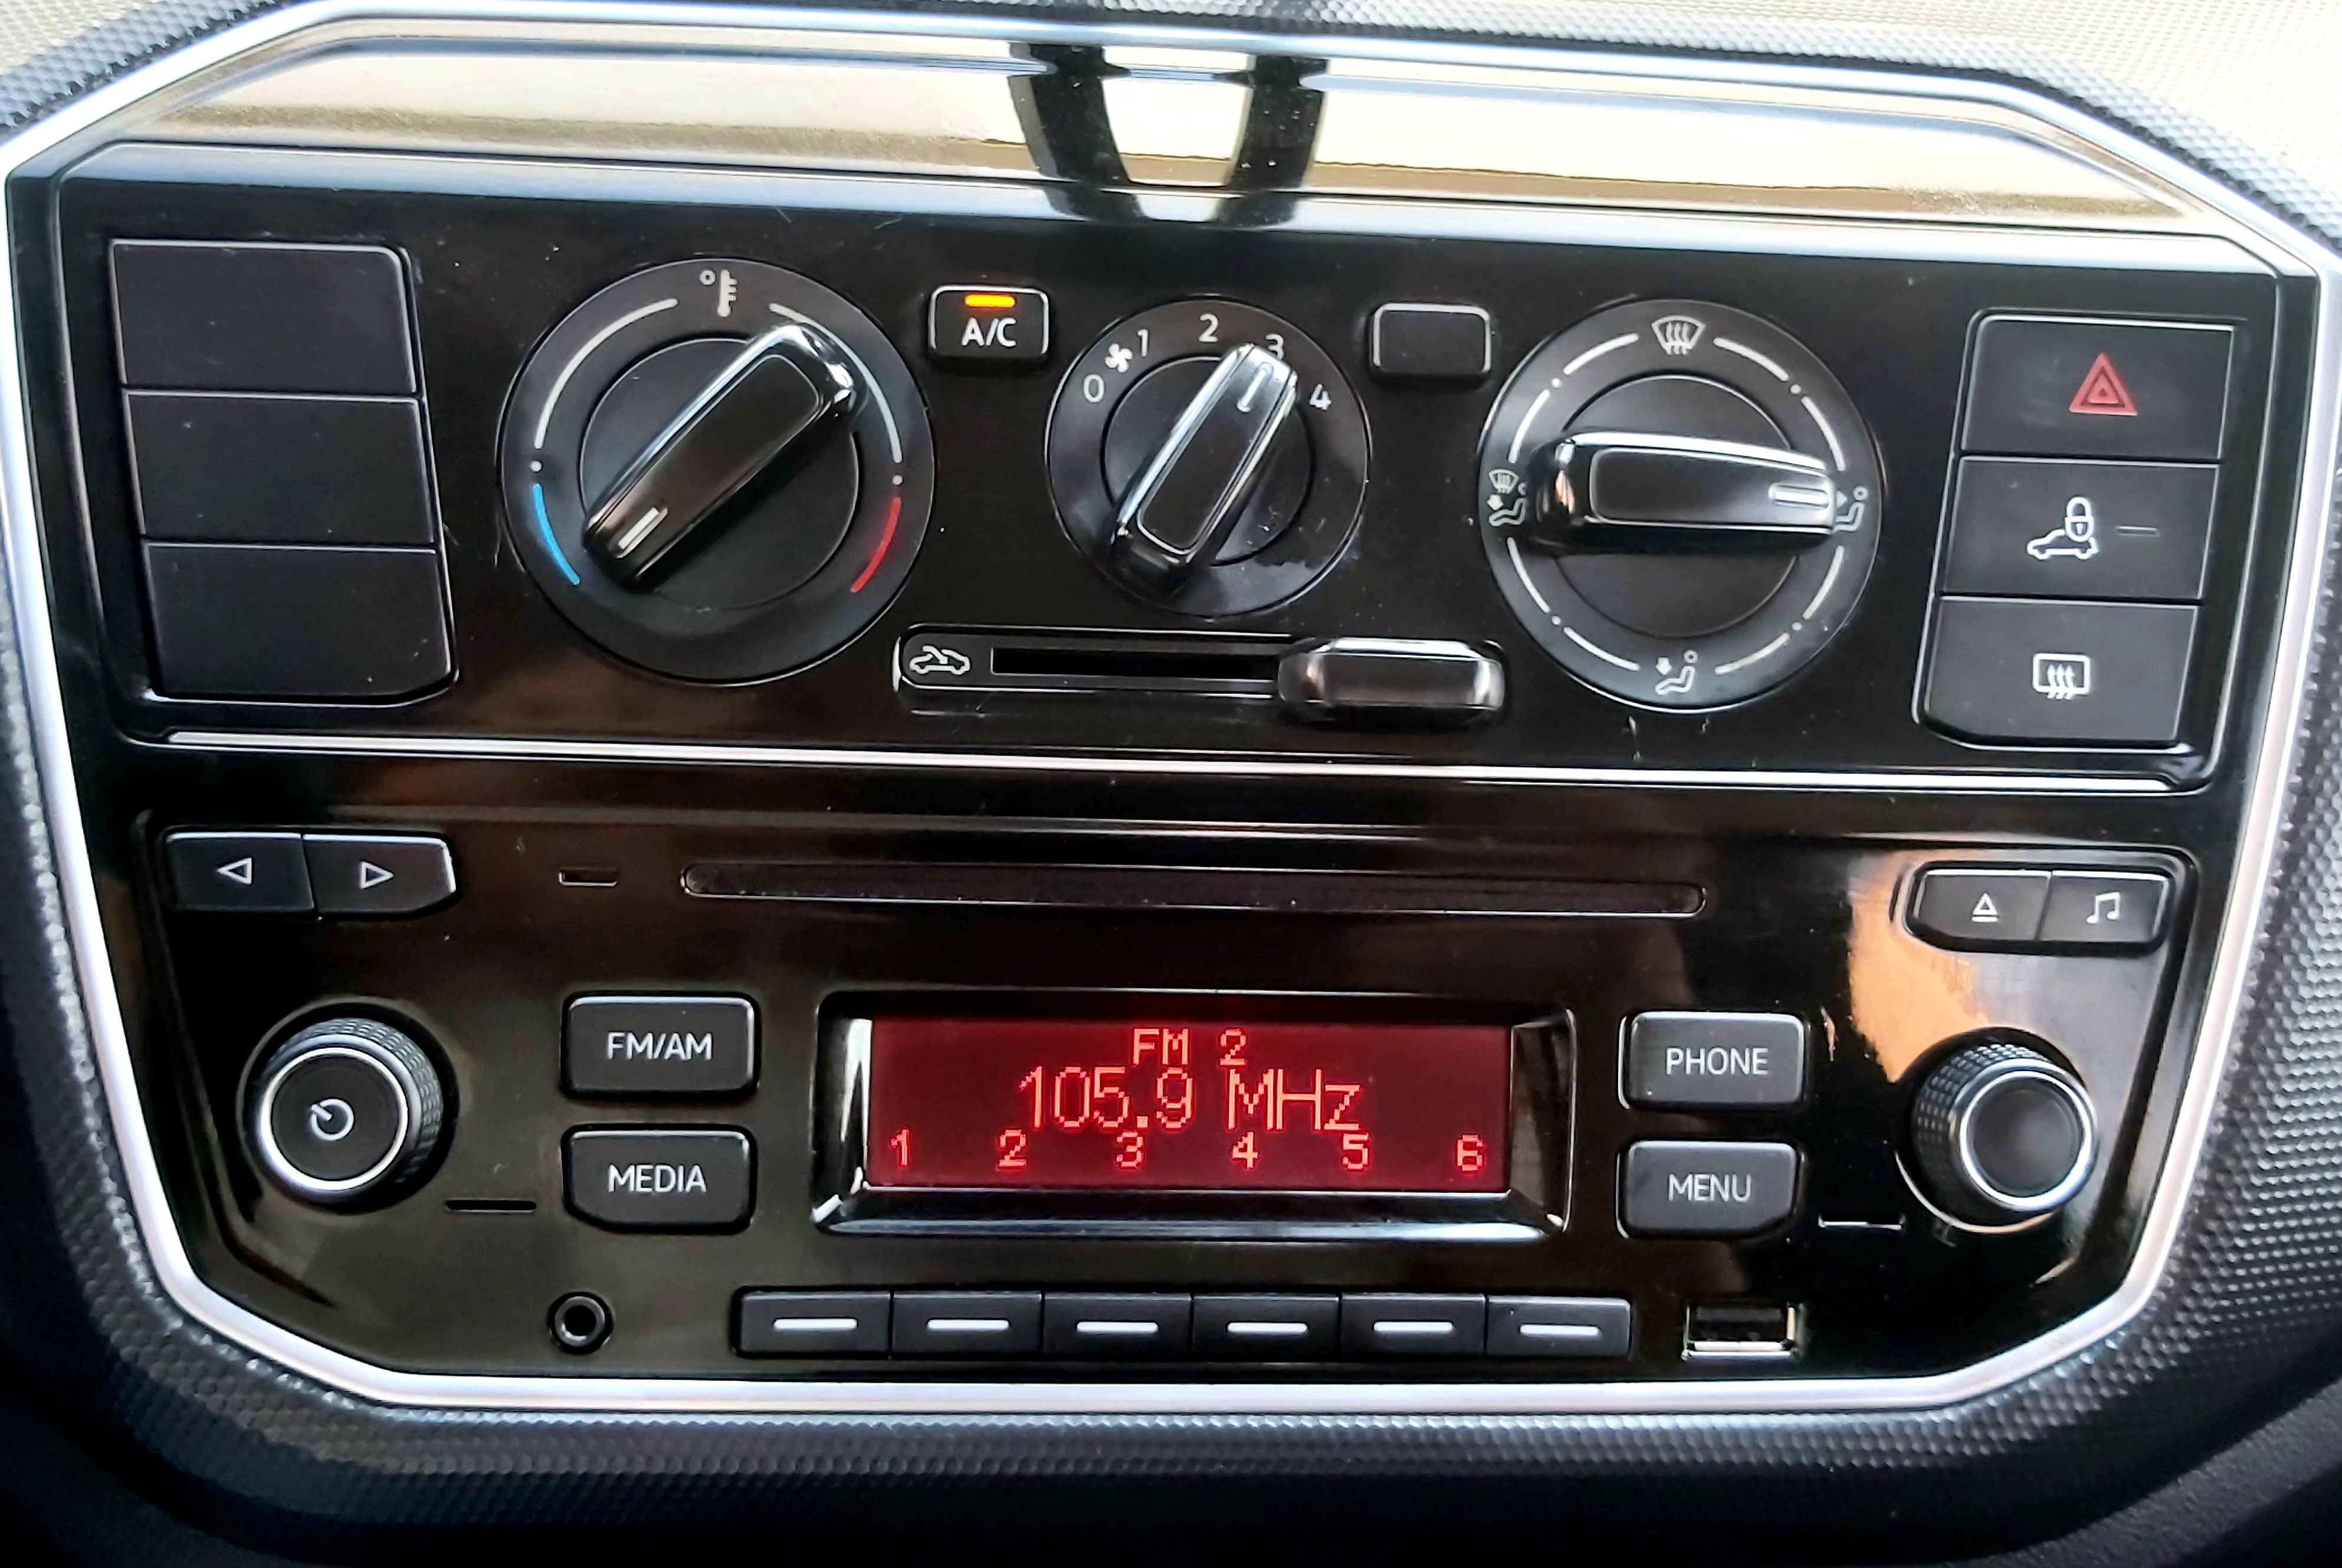 A/C
0 1 2 3 4
FM/AM
FM 2
105.9 MHz
1 2 3 4 5 6
PHONE
MEDIA
MENU